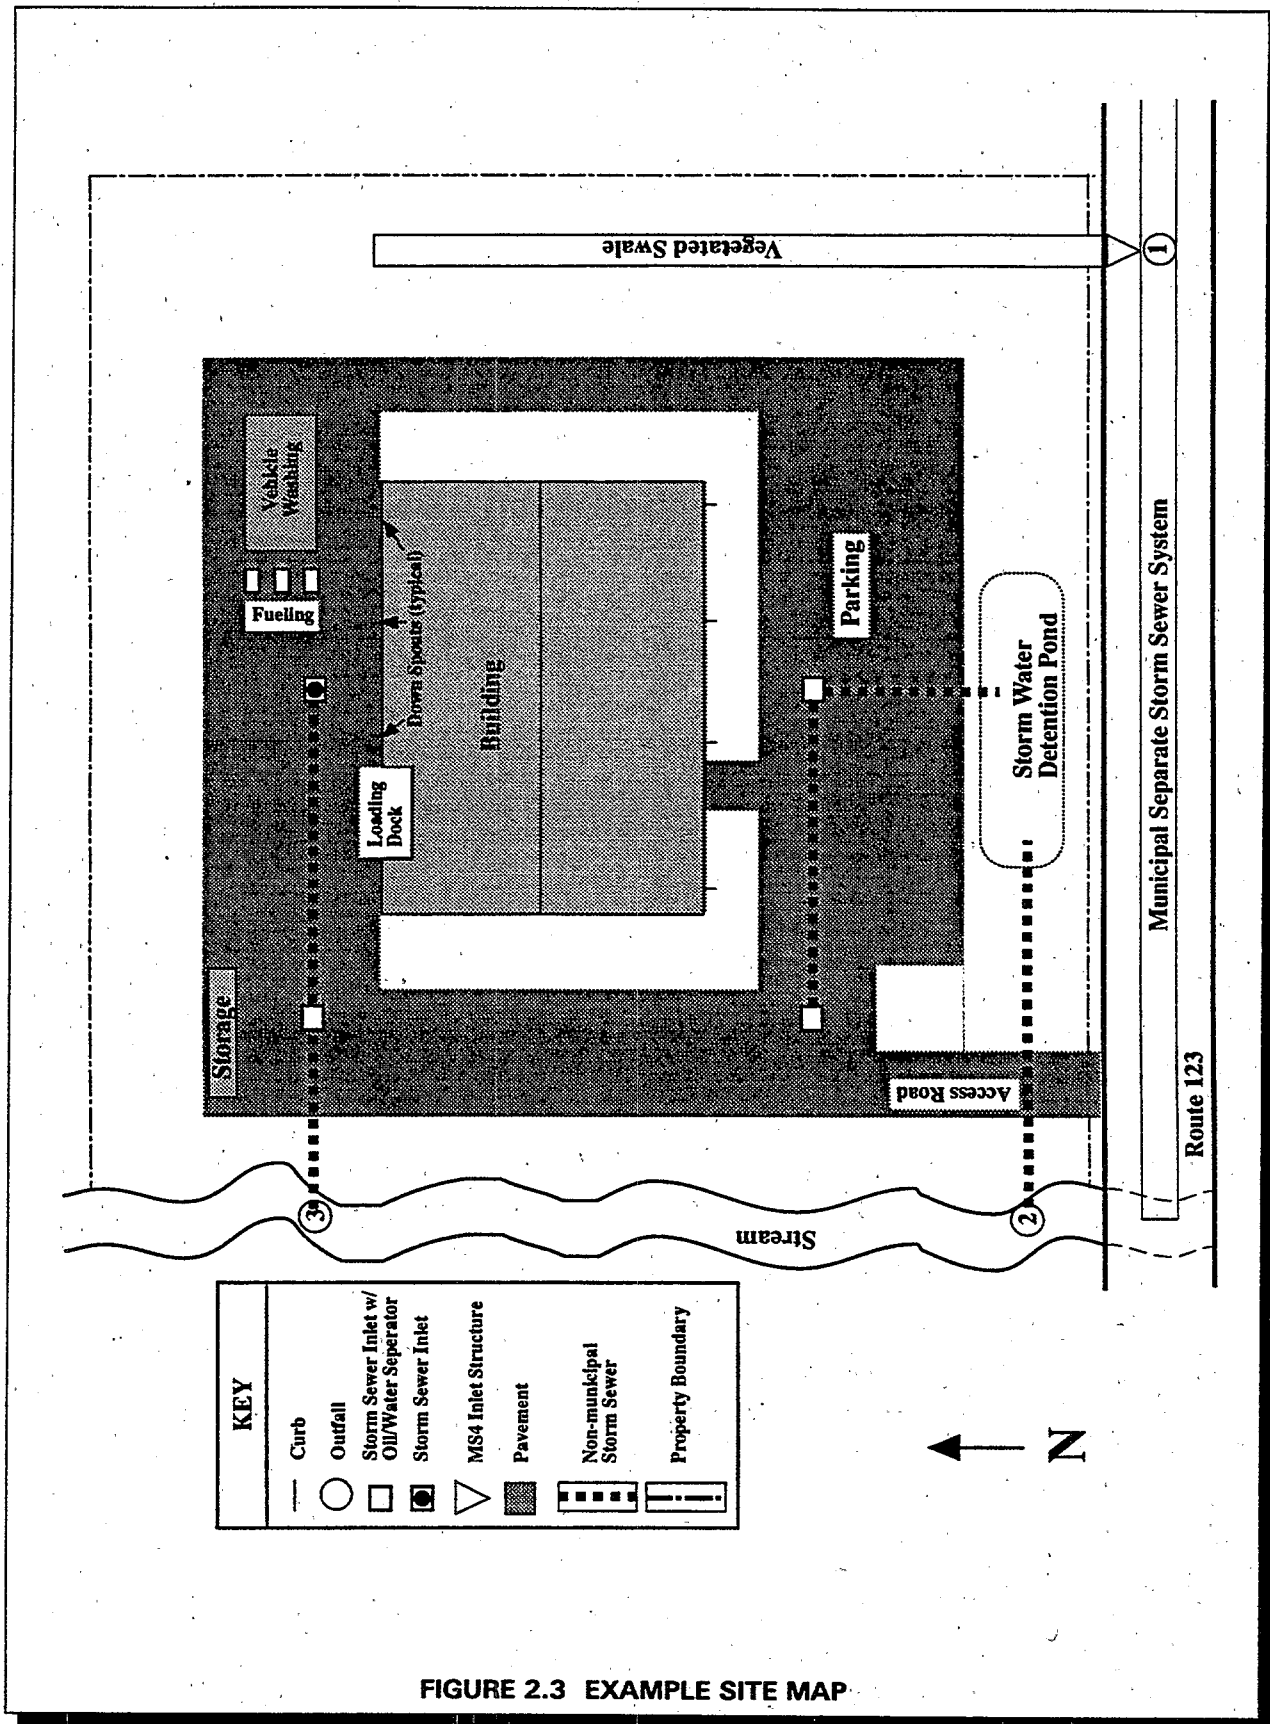 Vegetated Swale
1
Vehicle
Washing
Fueling
Down Spouts (typical)
Building
Loading
Dock
Parking
Storage
Storm Water
Detention Pond
Access Road
Municipal Separate Storm Sewer System
Route 123
Stream
3
2
KEY
Curb
Outfall
Storm Sewer Inlet w/
Oil/Water Seperator
Storm Sewer Inlet
MS4 Inlet Structure
Pavement
Non-municipal
Storm Sewer
Property Boundary
N
FIGURE 2.3 EXAMPLE SITE MAP